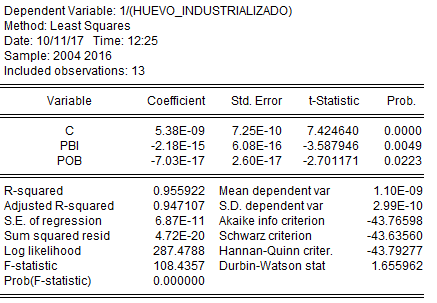 Dependent Variable: 1/(HUEVO_INDUSTRIALIZADO)
Method: Least Squares
Date: 10/11/17 Time: 12:25
Sample: 2004 2016
Included observations: 13
Variable Coefficient Std. Error t-Statistic Prob.
C 5.38E-09 7.25E-10 7.424640 0.0000
PBI -2.18E-15 6.08E-16 -3.587946 0.0049
POB -7.03E-17 2.60E-17 -2.701171 0.0223
R-squared 0.955922 Mean dependent var 1.10E-09
Adjusted R-squared 0.947107 S.D. dependent var 2.99E-10
S.E. of regression 6.87E-11 Akaike info criterion -43.76598
Sum squared resid 4.72E-20 Schwarz criterion -43.63560
Log likelihood 287.4788 Hannan-Quinn criter. -43.79277
F-statistic 108.4357 Durbin-Watson stat 1.655962
Prob(F-statistic) 0.000000